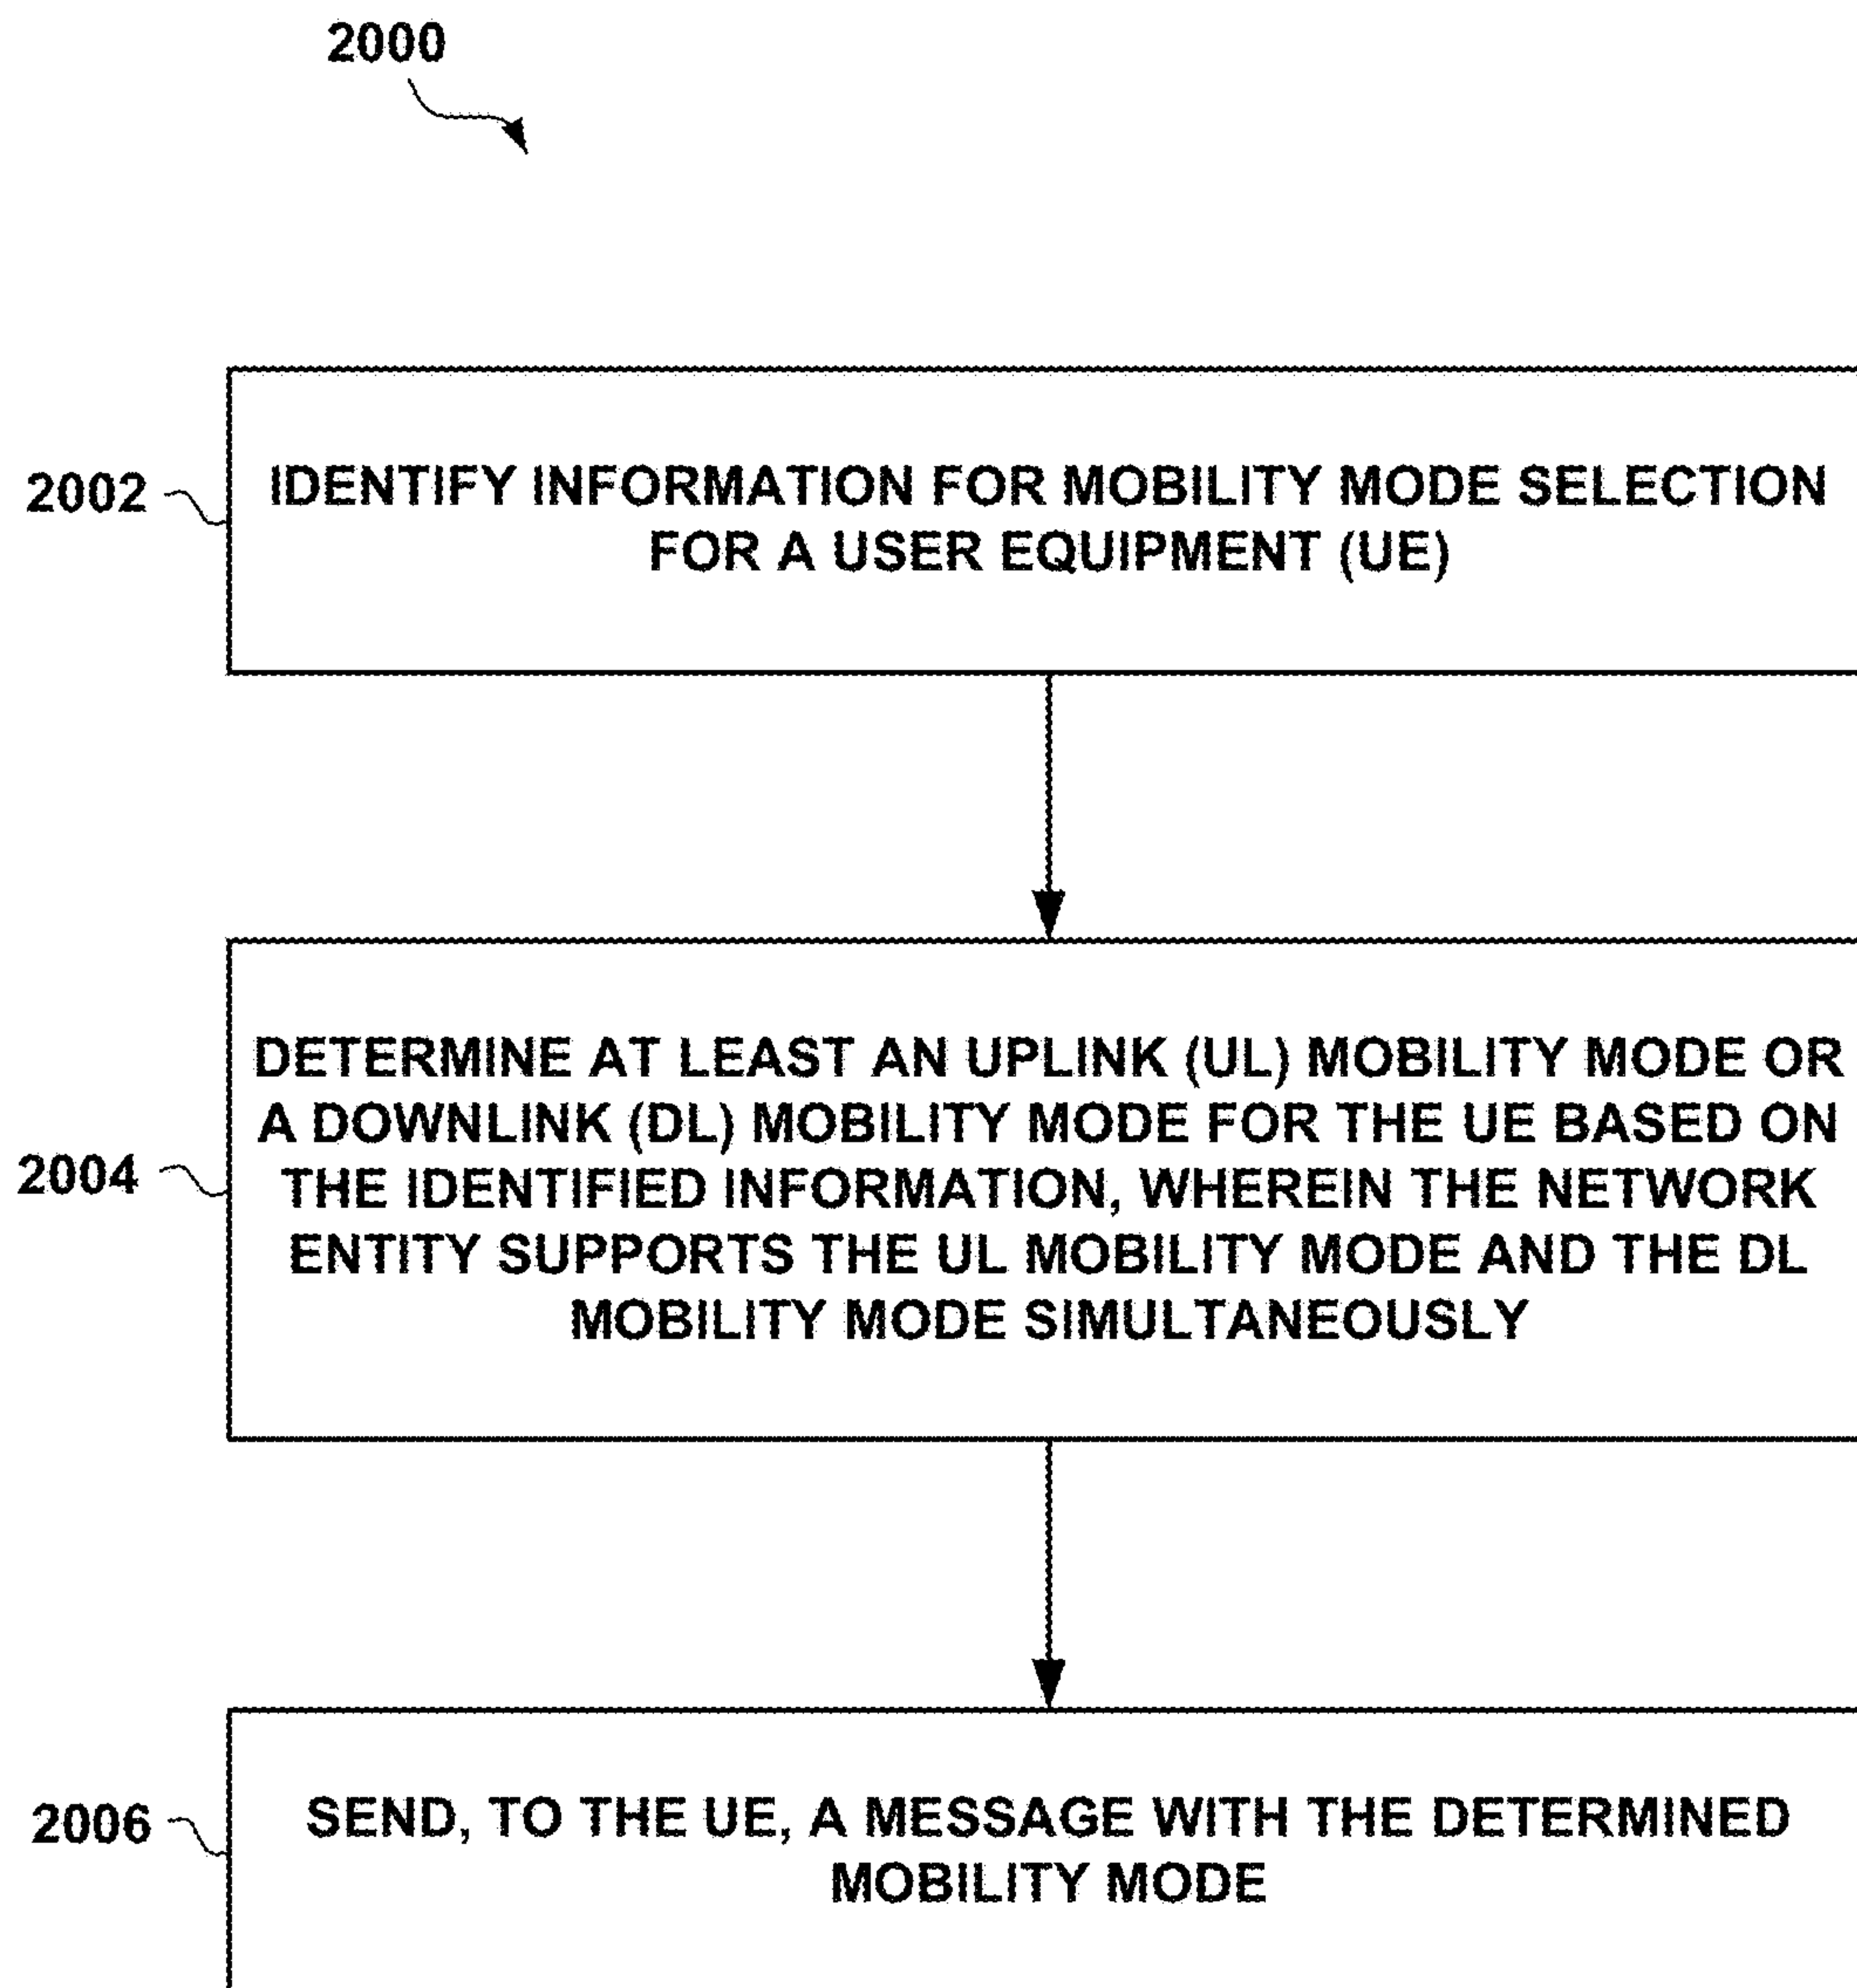 2000
2002
IDENTIFY INFORMATION FOR MOBILITY MODE SELECTION
FOR A USER EQUIPMENT (UE)
2004
DETERMINE AT LEAST AN UPLINK (UL) MOBILITY MODE OR
A DOWNLINK (DL) MOBILITY MODE FOR THE UE BASED ON
THE IDENTIFIED INFORMATION, WHEREIN THE NETWORK
ENTITY SUPPORTS THE UL MOBILITY MODE AND THE DL
MOBILITY MODE SIMULTANEOUSLY
2006
SEND, TO THE UE, A MESSAGE WITH THE DETERMINED
MOBILITY MODE